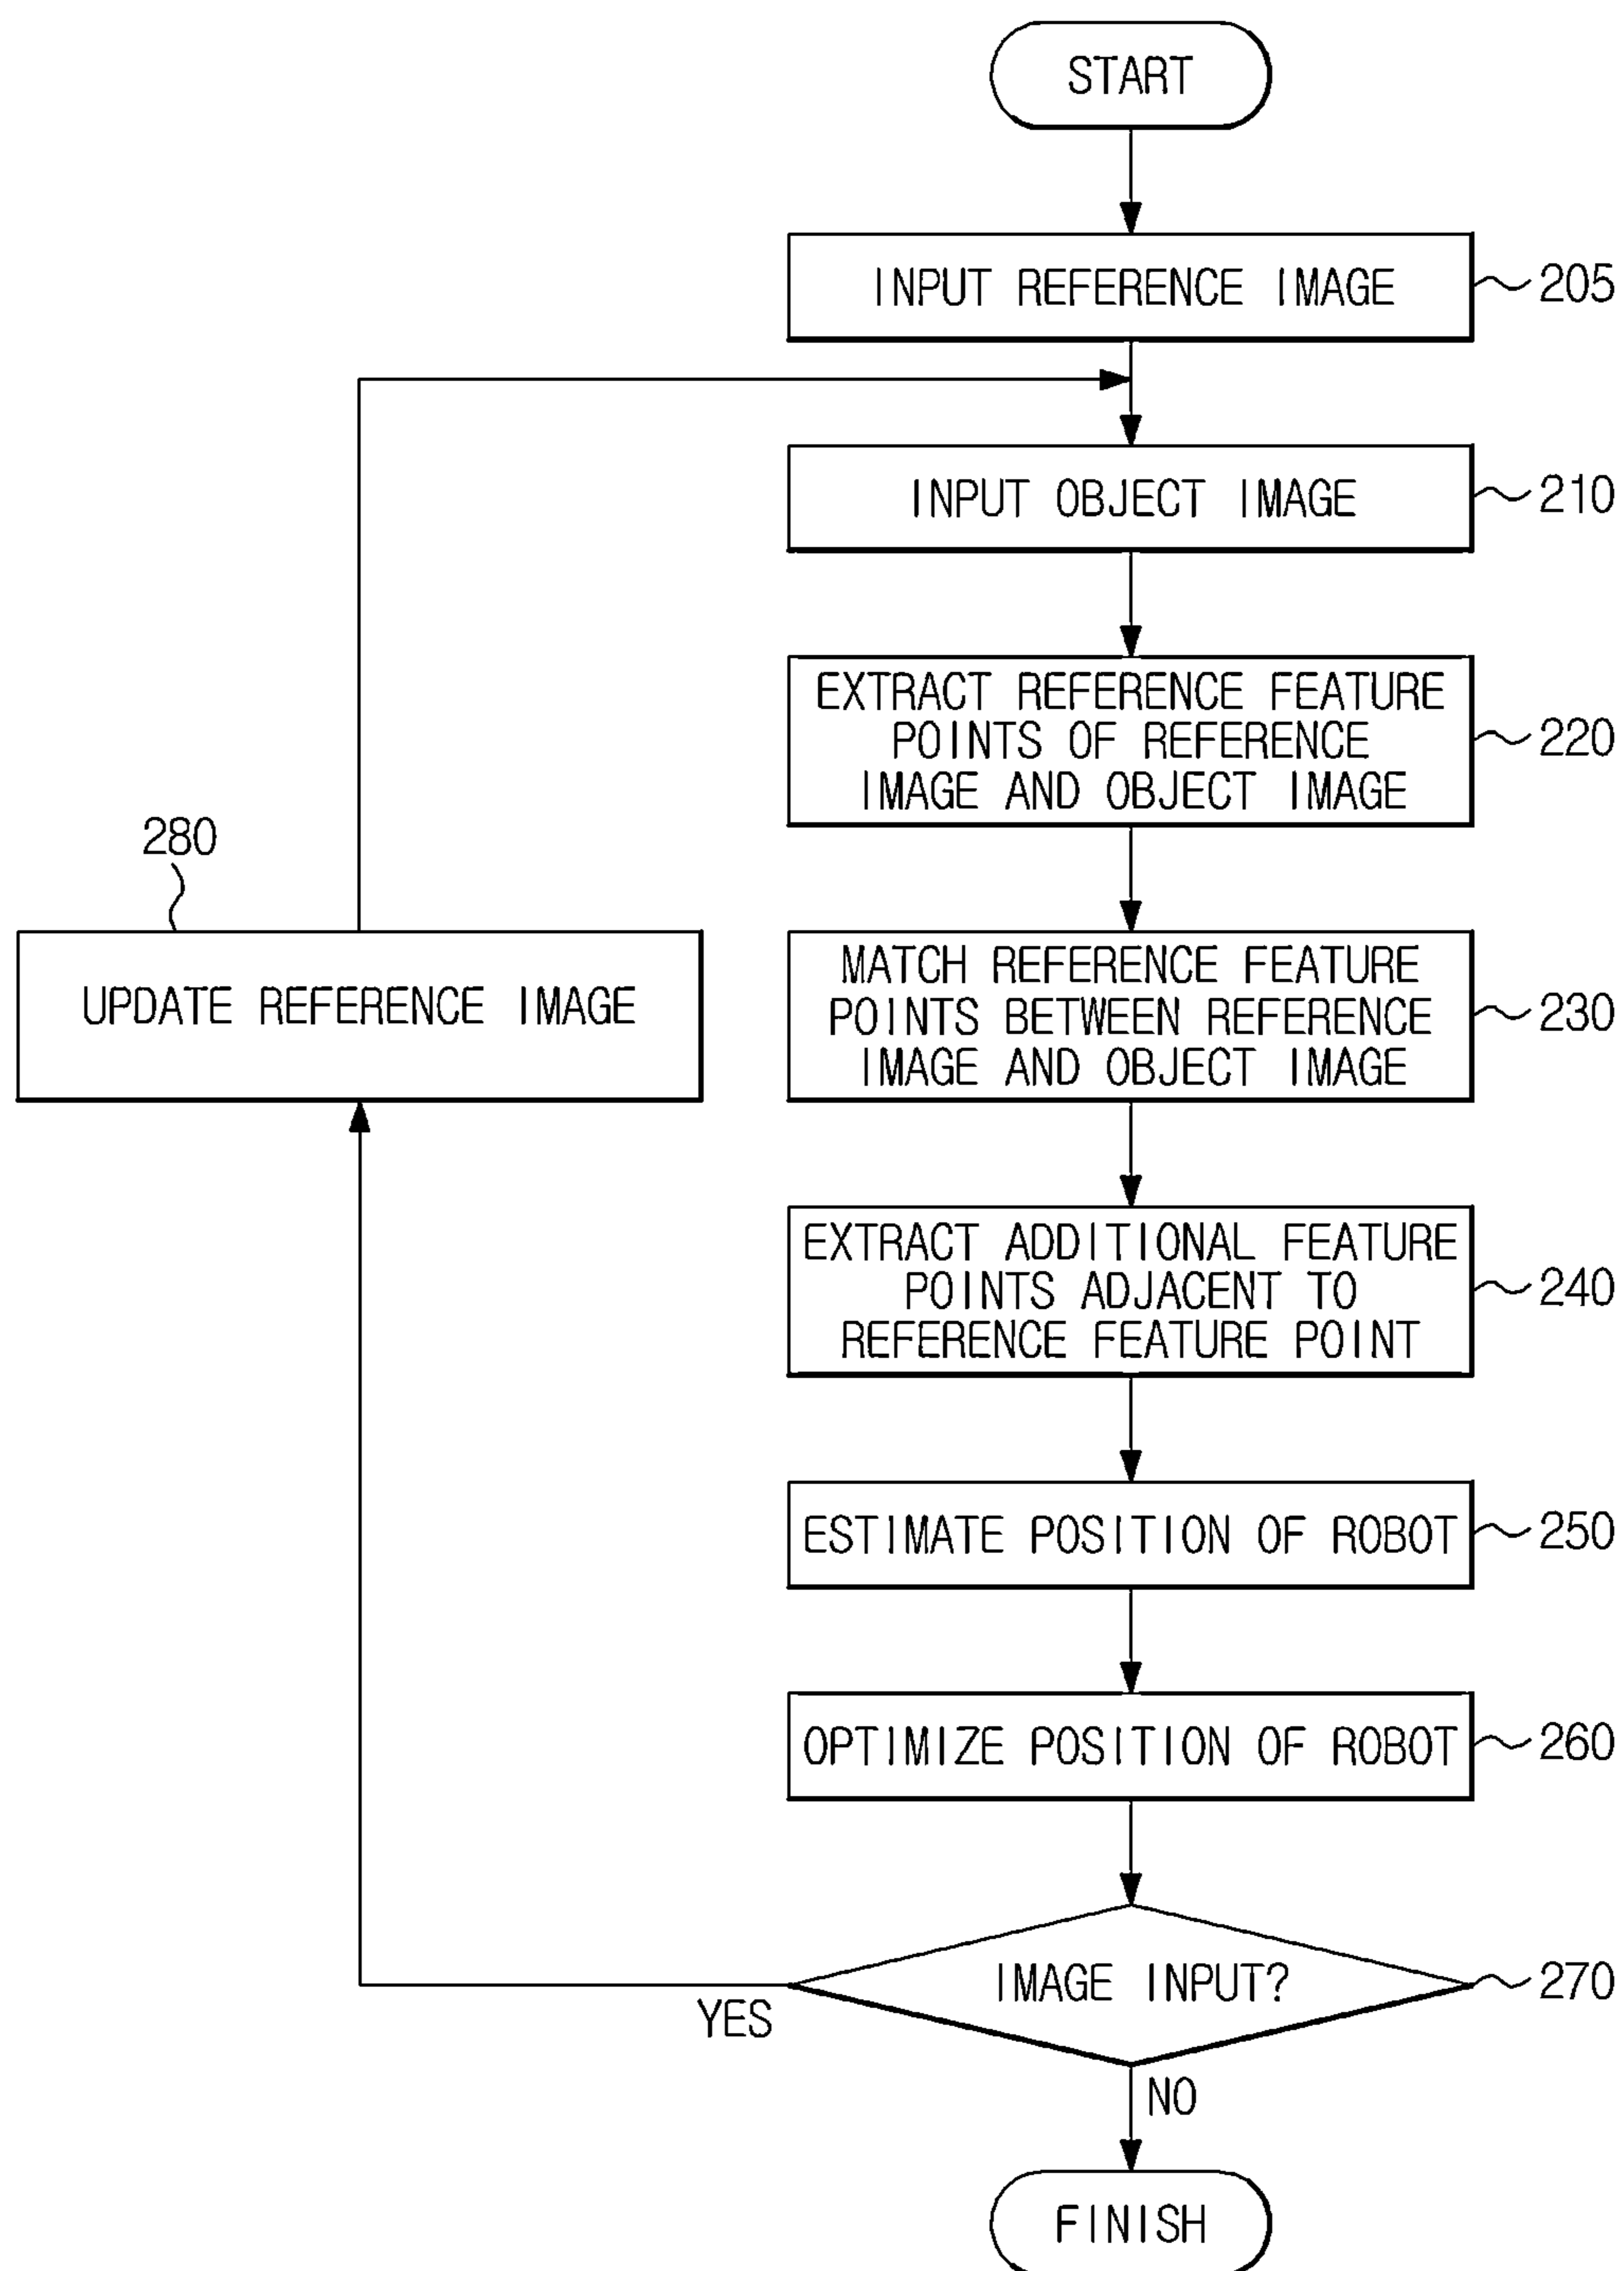 START
INPUT REFERENCE IMAGE
205
INPUT OBJECT IMAGE
210
EXTRACT REFERENCE FEATURE
POINTS OF REFERENCE
IMAGE AND OBJECT IMAGE
220
280
UPDATE REFERENCE IMAGE
MATCH REFERENCE FEATURE
POINTS BETWEEN REFERENCE
IMAGE AND OBJECT IMAGE
230
EXTRACT ADDITIONAL FEATURE
POINTS ADJACENT TO
REFERENCE FEATURE POINT
240
ESTIMATE POSITION OF ROBOT
250
OPTIMIZE POSITION OF ROBOT
260
IMAGE INPUT?
270
YES
NO
FINISH